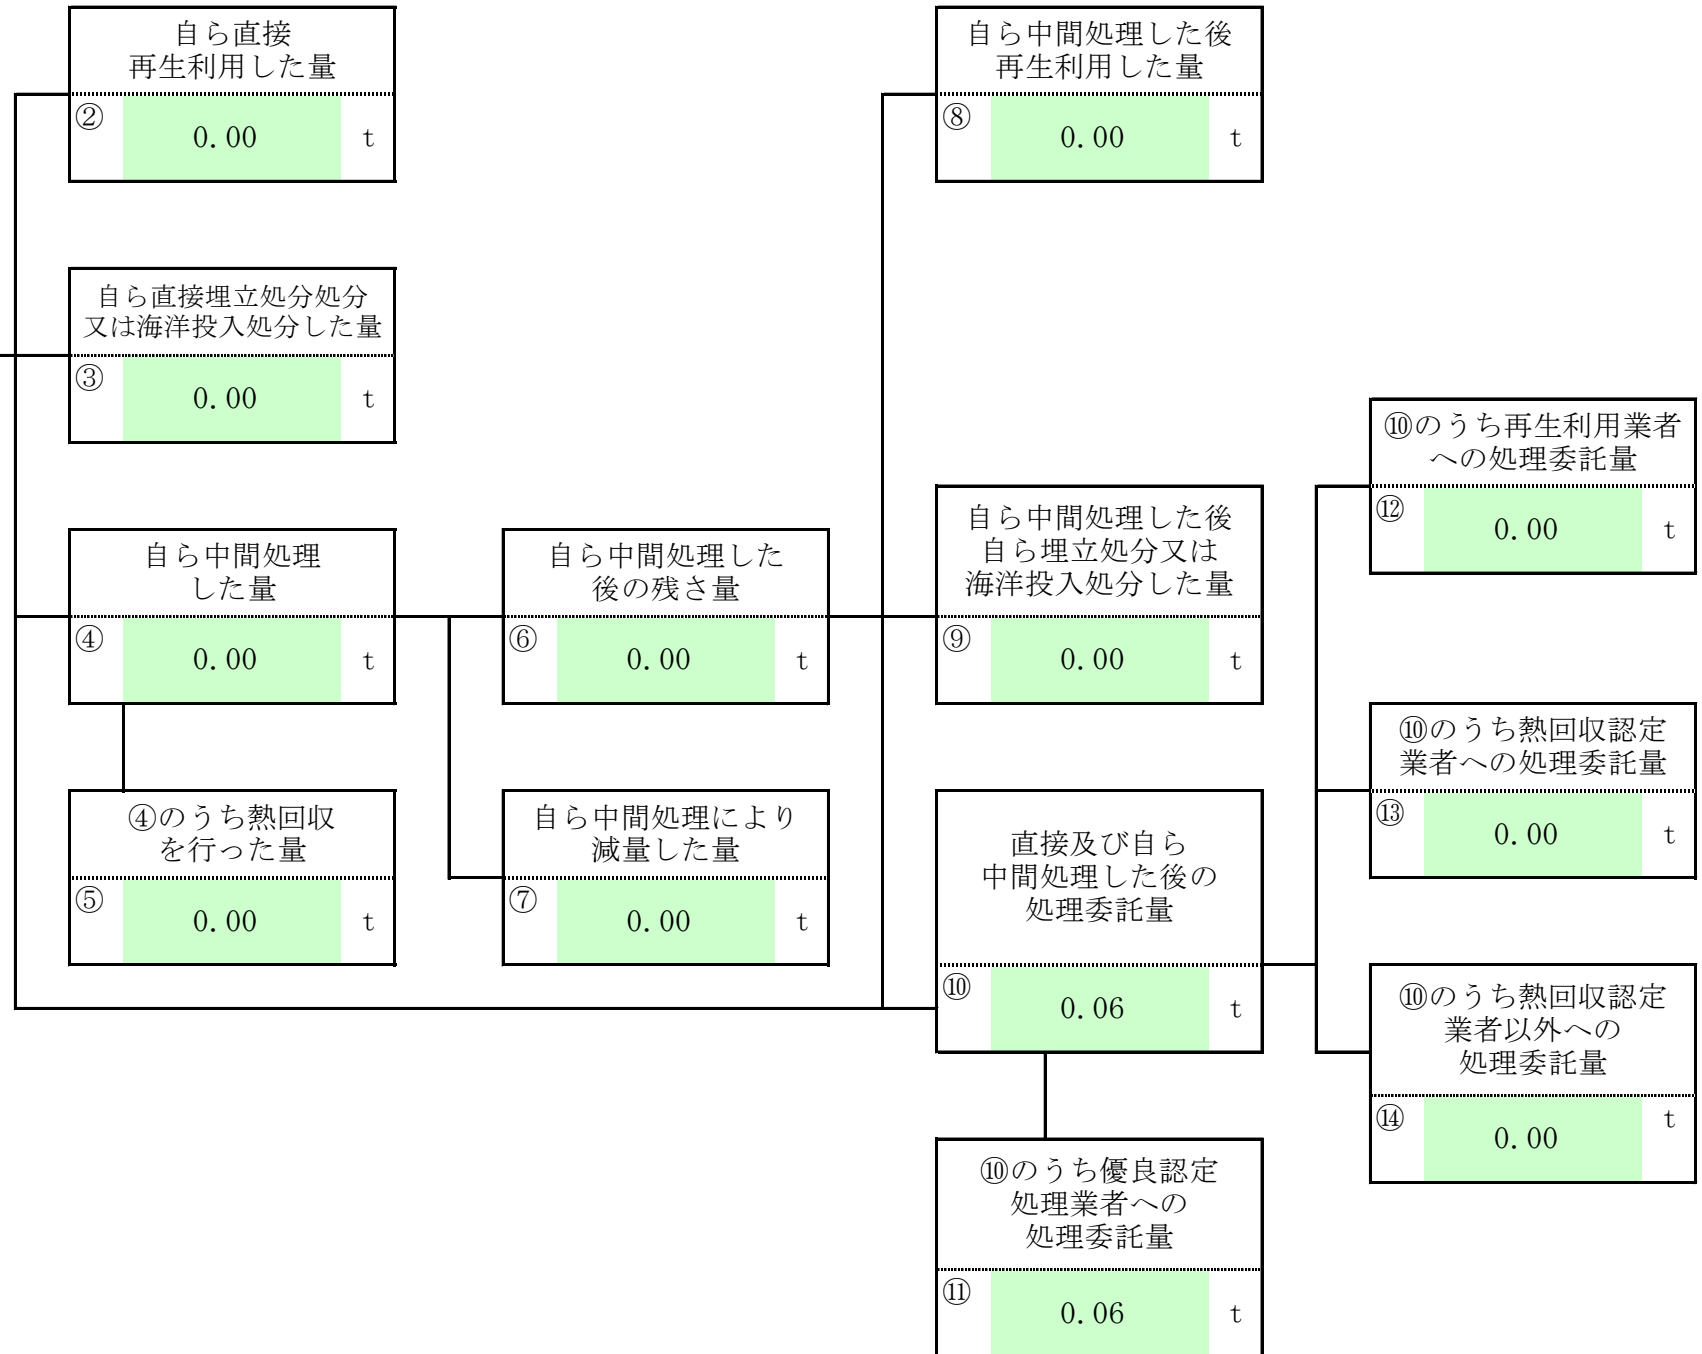 自ら直接
再生利用した量
② 0.00 t
自ら直接埋立処分処分
又は海洋投入処分した量
③ 0.00 t
自ら中間処理
した量
④ 0.00 t
④のうち熱回収
を行った量
⑤ 0.00 t
自ら中間処理した
後の残さ量
⑥ 0.00 t
自ら中間処理により
減量した量
⑦ 0.00 t
自ら中間処理した後
再生利用した量
⑧ 0.00 t
自ら中間処理した後
自ら埋立処分又は
海洋投入処分した量
⑨ 0.00 t
直接及び自ら
中間処理した後の
処理委託量
⑩ 0.06 t
⑩のうち優良認定
処理業者への
処理委託量
⑪ 0.06 t
⑩のうち再生利用業者
への処理委託量
⑫ 0.00 t
⑩のうち熱回収認定
業者への処理委託量
⑬ 0.00 t
⑩のうち熱回収認定
業者以外への
処理委託量
⑭ 0.00 t